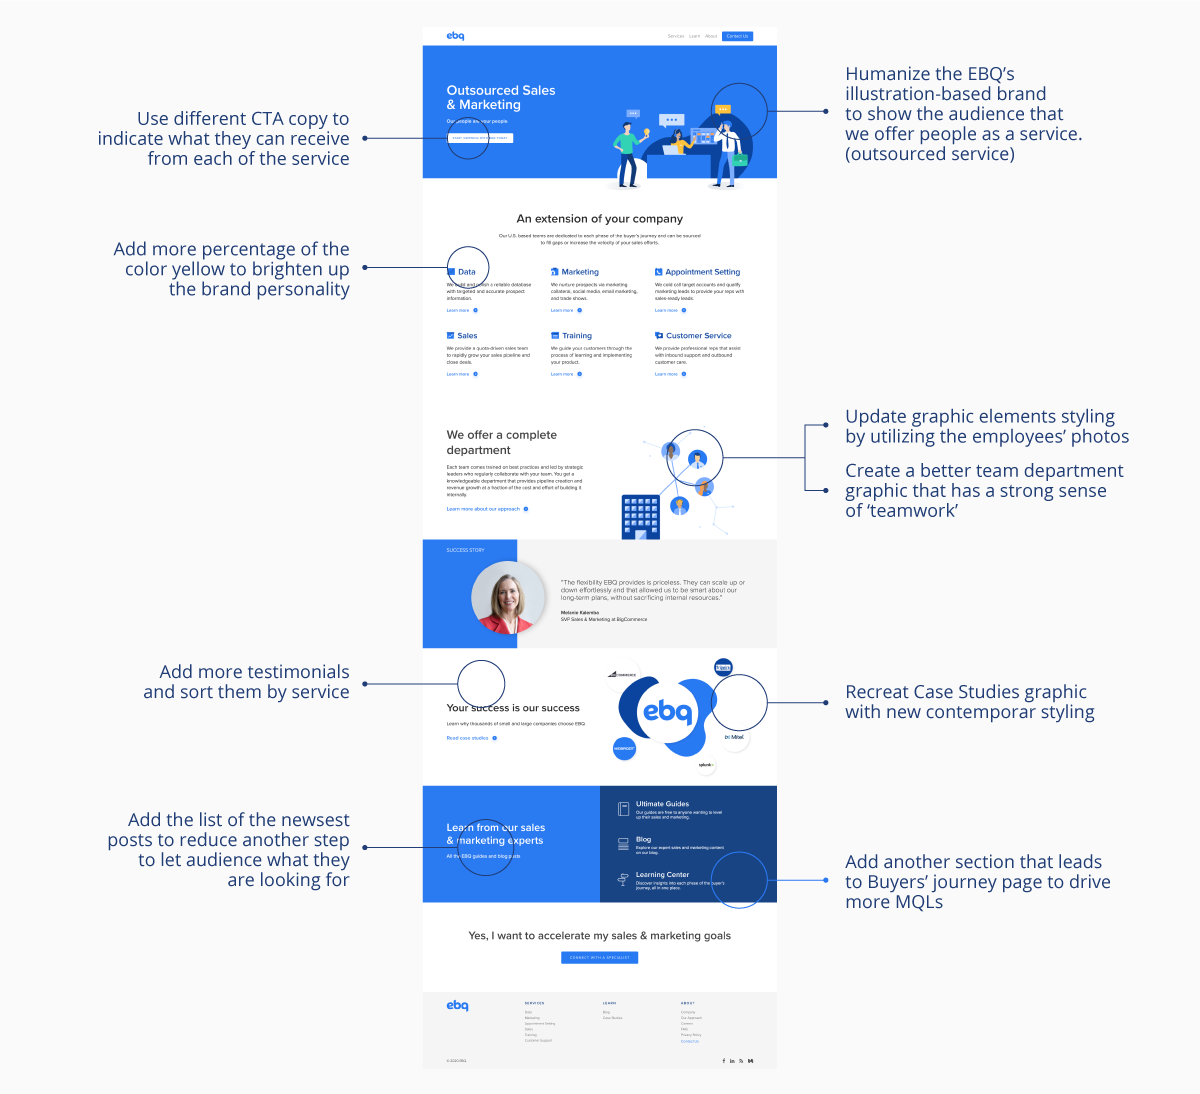 ebq
Services Learn About Contact Us
Outsourced Sales
& Marketing
Our people are your people.
Use different CTA copy to
indicate what they can receive
from each of the service
Humanize the EBQ's
illustration-based brand
to show the audience that
we offer people as a service.
(outsourced service)
An extension of your company
Our U.S. based teams are dedicated to each phase of the buyer's journey and can be sourced
to fill gaps or increase the velocity of your sales efforts.
Add more percentage of the
color yellow to brighten up
the brand personality
Data
We build and polish a reliable database
with targeted and accurate prospect
information.
Learn more
Marketing
We nurture prospects via marketing
collateral, social media, email marketing,
and trade shows.
Learn more
Appointment Setting
We cold call target accounts and qualify
marketing leads to provide your reps with
sales-ready leads.
Learn more
Sales
We provide a quota-driven sales team
to rapidly grow your sales pipeline and
close deals.
Learn more
Training
We guide your customers through the
process of learning and implementing
your product.
Learn more
Customer Service
We provide professional reps that assist
with inbound support and outbound
customer care.
Learn more
We offer a complete
department
Each team comes trained on best practices and led by strategic
leaders who regularly collaborate with your team. You get a
knowledgeable department that provides pipeline creation and
revenue growth at a fraction of the cost and effort of building it
internally.
Learn more about our approach
Update graphic elements styling
by utilizing the employees' photos
Create a better team department
graphic that has a strong sense
of 'teamwork'
SUCCESS STORY
"The flexibility EBQ provides is priceless. They can scale up or
down effortlessly and that allowed us to be smart about our
long-term plans, without sacrificing internal resources."
Melanie Kalemba
SVP Sales & Marketing at BigCommerce
Add more testimonials
and sort them by service
Your success is our success
Learn why thousands of small and large companies choose EBQ.
Read case studies
COMMERCE
ebq
Mitel
splunk>
Recreat Case Studies graphic
with new contemporar styling
Add the list of the newsest
posts to reduce another step
to let audience what they
are looking for
Learn from our sales
& marketing experts
All the EBQ guides and blog posts
Ultimate Guides
Our guides are free to anyone wanting to level
up their sales and marketing.
Blog
Explore our expert sales and marketing content
on our blog.
Learning Center
Discover insights into each phase of the buyer's
journey, all in one place.
Add another section that leads
to Buyers' journey page to drive
more MQLs
Yes, I want to accelerate my sales & marketing goals
CONNECT WITH A SPECIALIST
ebq
SERVICES
Data
Marketing
Appointment Setting
Sales
Training
Customer Support
LEARN
Blog
Case Studies
ABOUT
Company
Our Approach
Careers
Privacy Policy
Contact Us
© 2020 EBQ